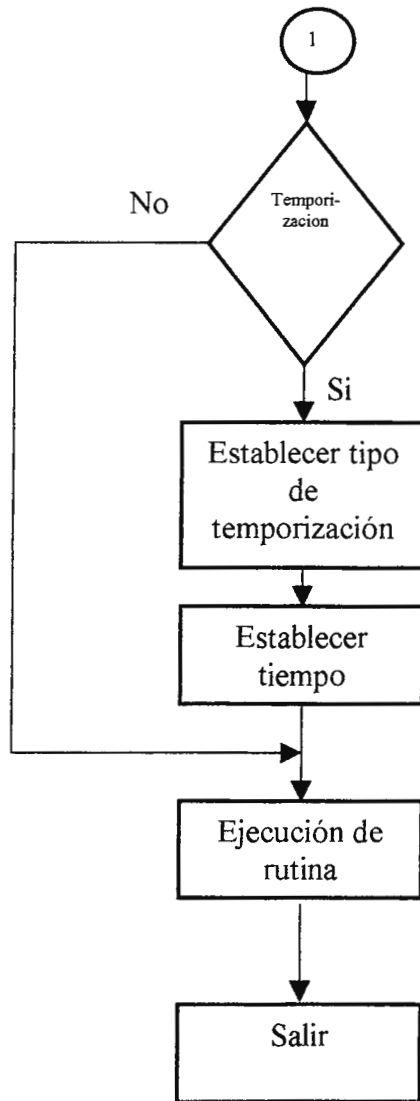 1
Tempori-
zacion
No
Si
Establecer tipo
de
temporización
Establecer
tiempo
Ejecución de
rutina
Salir